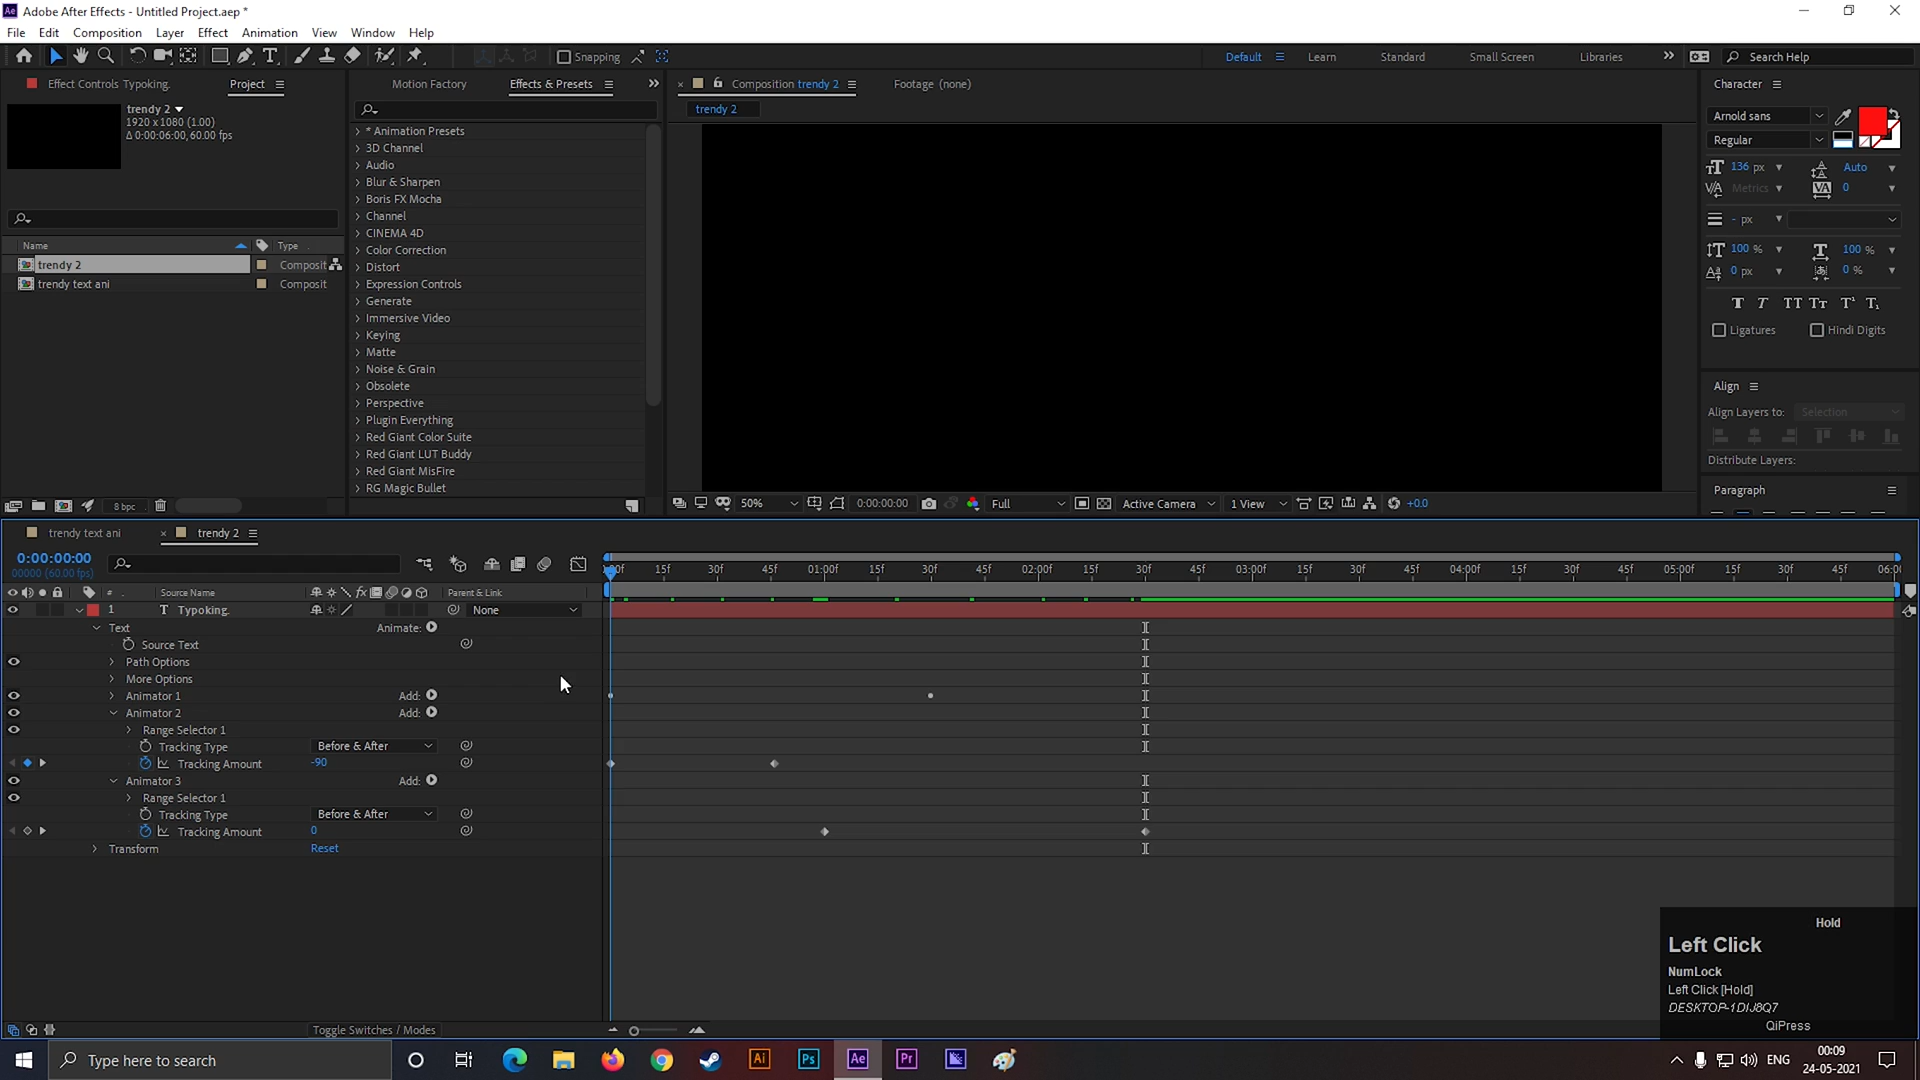 Adobe After Effects - Untitled Project.aep *
File Edit Composition Layer Effect Animation View Window Help
Snapping
Default Learn Standard Small Screen Libraries Search Help
Effect Controls Typoking. Project
trendy 2
1920 x 1080 (1.00)
Δ 0:00:06:00, 60.00 fps
Name Type
trendy 2 Composit
trendy text ani Composit
8 bpc
Motion Factory Effects & Presets
* Animation Presets
3D Channel
Audio
Blur & Sharpen
Boris FX Mocha
Channel
CINEMA 4D
Color Correction
Distort
Expression Controls
Generate
Immersive Video
Keying
Matte
Noise & Grain
Obsolete
Perspective
Plugin Everything
Red Giant Color Suite
Red Giant LUT Buddy
Red Giant MisFire
RG Magic Bullet
Composition trendy 2 Footage (none)
trendy 2
50% 0:00:00:00 Full Active Camera 1 View +0.0
Character
Arnold sans
Regular
136 px Auto
Metrics 0
- px
100 % 100 %
0 px 0 %
T T TT Tt T¹ T₁
Ligatures Hindi Digits
Align
Align Layers to: Selection
Distribute Layers:
Paragraph
trendy text ani trendy 2
0:00:00:00
00000 (60.00 fps)
:00f 15f 30f 45f 01:00f 15f 30f 45f 02:00f 15f 30f 45f 03:00f 15f 30f 45f 04:00f 15f 30f 45f 05:00f 15f 30f 45f 06:0
# Source Name Parent & Link
1 T Typoking. None
Text Animate:
Source Text
Path Options
More Options
Animator 1 Add:
Animator 2 Add:
Range Selector 1
Tracking Type Before & After
Tracking Amount -90
Animator 3 Add:
Range Selector 1
Tracking Type Before & After
Tracking Amount 0
Transform Reset
Toggle Switches / Modes
Hold
Left Click
NumLock
Left Click [Hold]
DESKTOP-1DIJ8Q7
QiPress
Type here to search
Ai Ps Ae Pr
ENG
00:09
24-05-2021